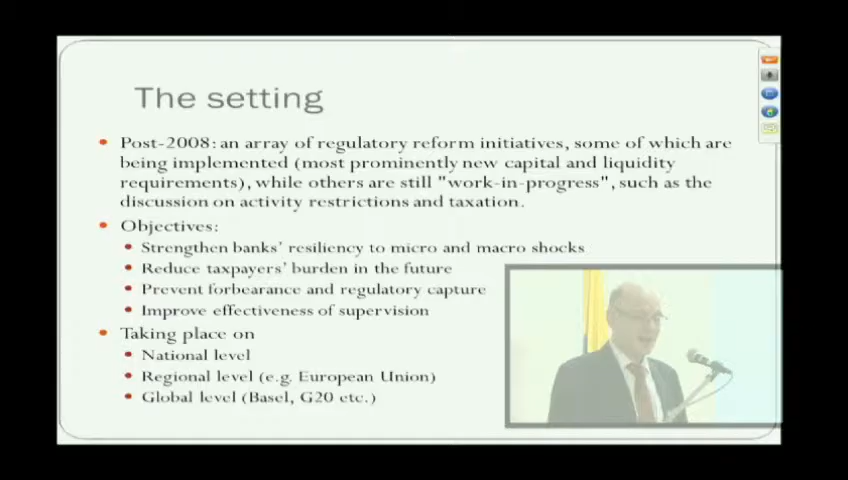 The setting
Post-2008: an array of regulatory reform initiatives, some of which are
being implemented (most prominently new capital and liquidity
requirements), while others are still "work-in-progress", such as the
discussion on activity restrictions and taxation.
Objectives:
Strengthen banks' resiliency to micro and macro shocks
Reduce taxpayers' burden in the future
Prevent forbearance and regulatory capture
Improve effectiveness of supervision
Taking place on
National level
Regional level (e.g. European Union)
Global level (Basel, G20 etc.)